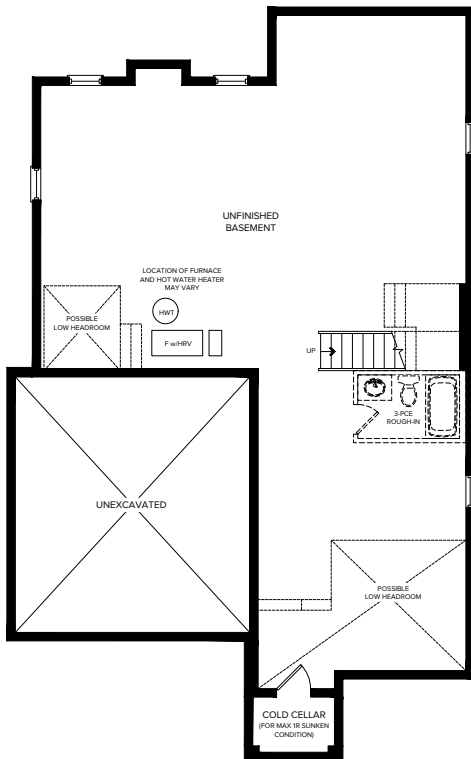 UNFINISHED
BASEMENT
LOCATION OF FURNACE
AND HOT WATER HEATER
MAY VARY
HWT
POSSIBLE
LOW HEADROOM
F w/HRV
UP
3-PCE
ROUGH-IN
UNEXCAVATED
POSSIBLE
LOW HEADROOM
COLD CELLAR
(FOR MAX 1R SUNKEN
CONDITION)